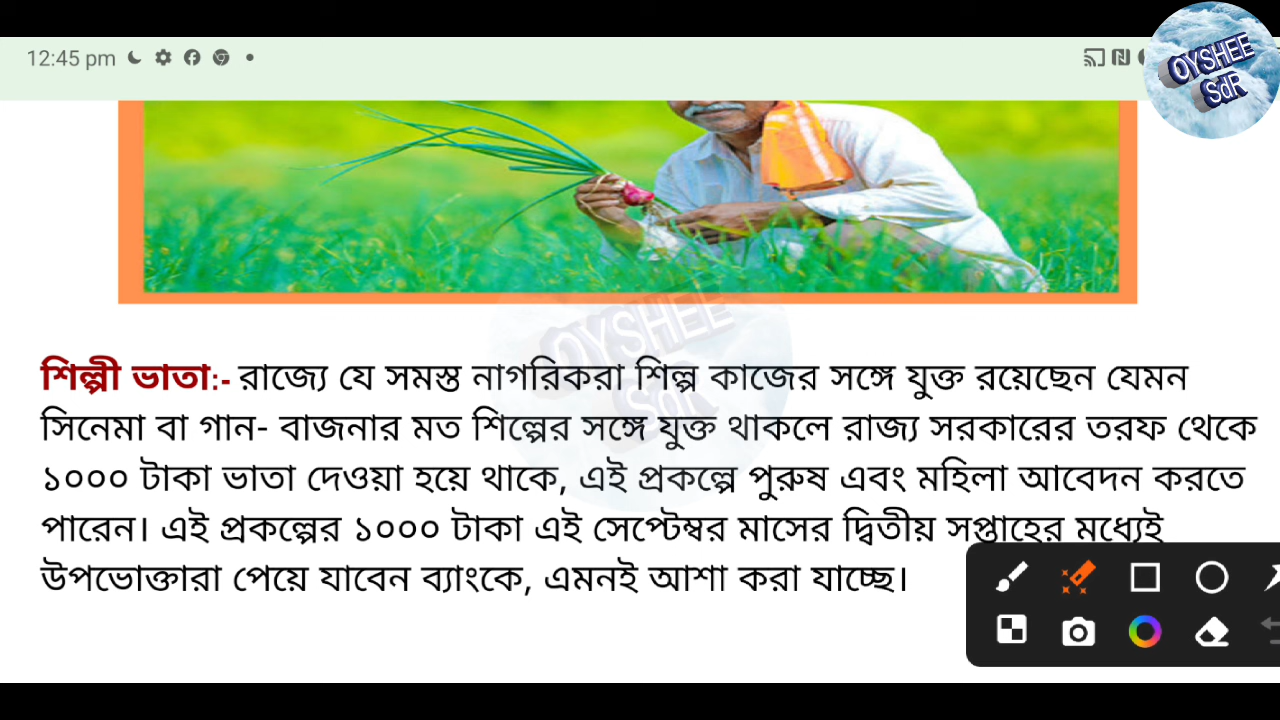 12:45 pm
OYSHEE
SdR
OYSHEE
SdR
শিল্পী ভাতা:- রাজ্যে যে সমস্ত নাগরিকরা শিল্প কাজের সঙ্গে যুক্ত রয়েছেন যেমন
সিনেমা বা গান- বাজনার মত শিল্পের সঙ্গে যুক্ত থাকলে রাজ্য সরকারের তরফ থেকে
১০০০ টাকা ভাতা দেওয়া হয়ে থাকে, এই প্রকল্পে পুরুষ এবং মহিলা আবেদন করতে
পারেন। এই প্রকল্পের ১০০০ টাকা এই সেপ্টেম্বর মাসের দ্বিতীয় সপ্তাহের মধ্যেই
উপভোক্তারা পেয়ে যাবেন ব্যাংকে, এমনই আশা করা যাচ্ছে।